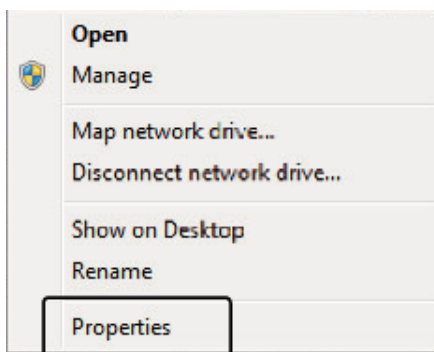 Open
Manage
Map network drive...
Disconnect network drive...
Show on Desktop
Rename
Properties